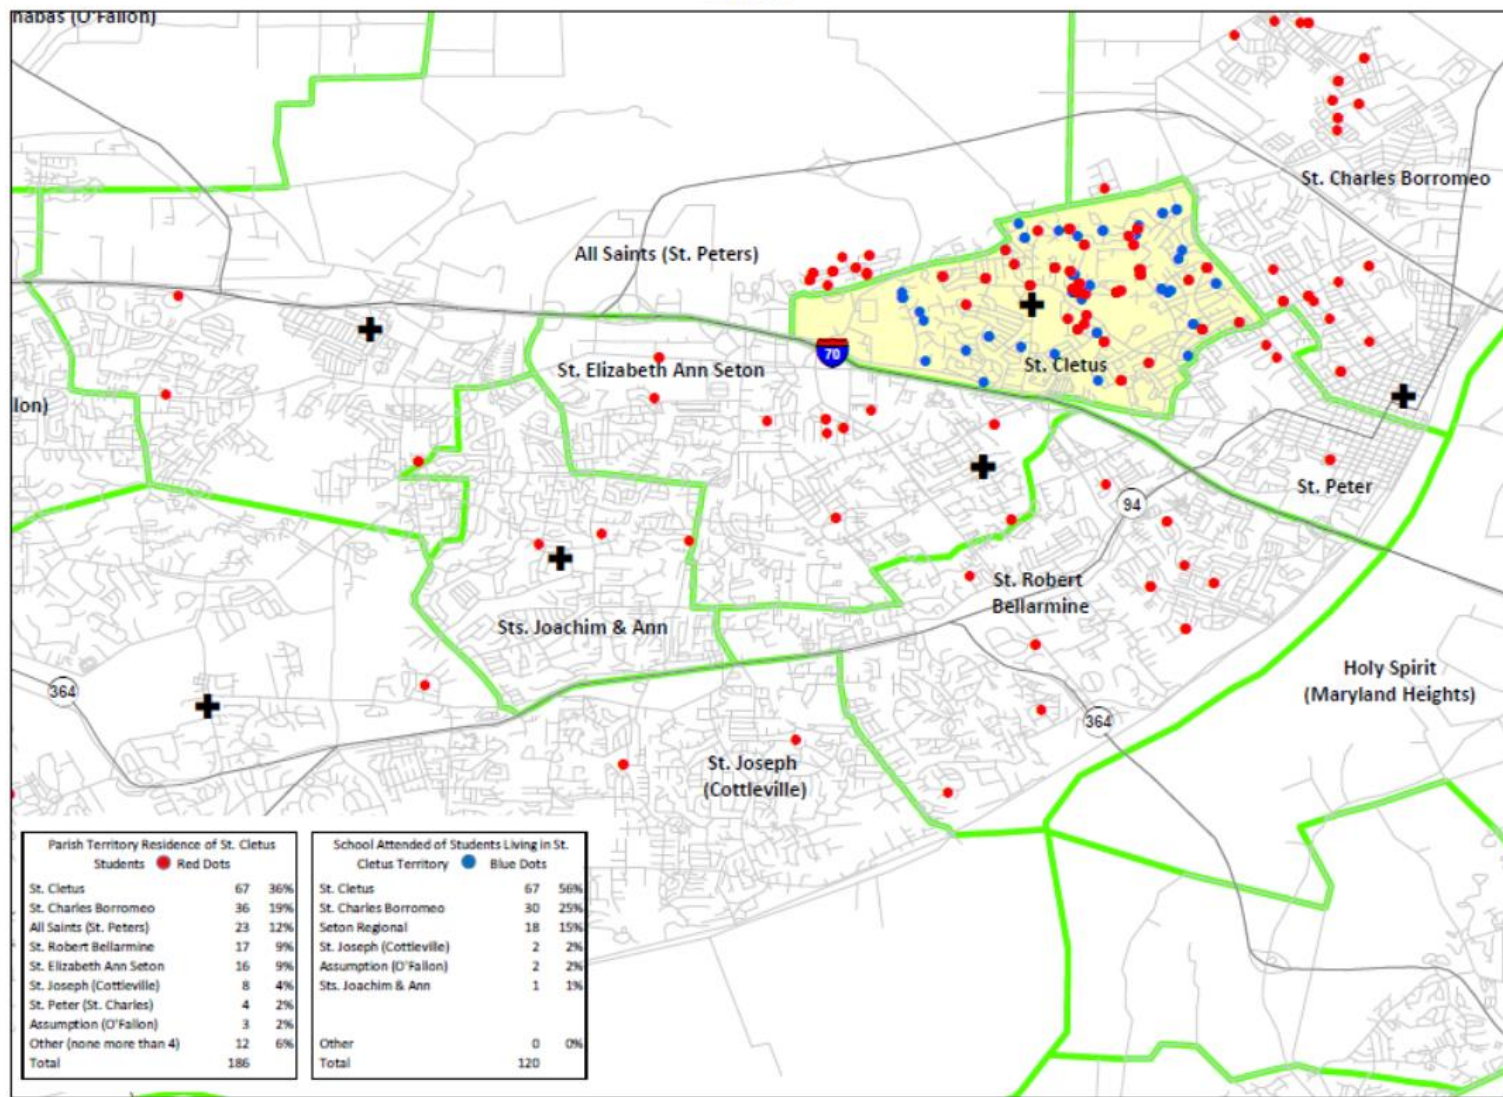 nabas (O'Fallon)
St. Charles Borromeo
All Saints (St. Peters)
70
St. Elizabeth Ann Seton
St. Cletus
lon)
St. Peter
94
St. Robert
Bellarmine
Sts. Joachim & Ann
Holy Spirit
(Maryland Heights)
364
364
St. Joseph
(Cottleville)
Parish Territory Residence of St. Cletus
Students Red Dots
St. Cletus 67 36%
St. Charles Borromeo 36 19%
All Saints (St. Peters) 23 12%
St. Robert Bellarmine 17 9%
St. Elizabeth Ann Seton 16 9%
St. Joseph (Cottleville) 8 4%
St. Peter (St. Charles) 4 2%
Assumption (O'Fallon) 3 2%
Other (none more than 4) 12 6%
Total 186
School Attended of Students Living in St.
Cletus Territory Blue Dots
St. Cletus 67 56%
St. Charles Borromeo 30 25%
Seton Regional 18 15%
St. Joseph (Cottleville) 2 2%
Assumption (O'Fallon) 2 2%
Sts. Joachim & Ann 1 1%
Other 0 0%
Total 120